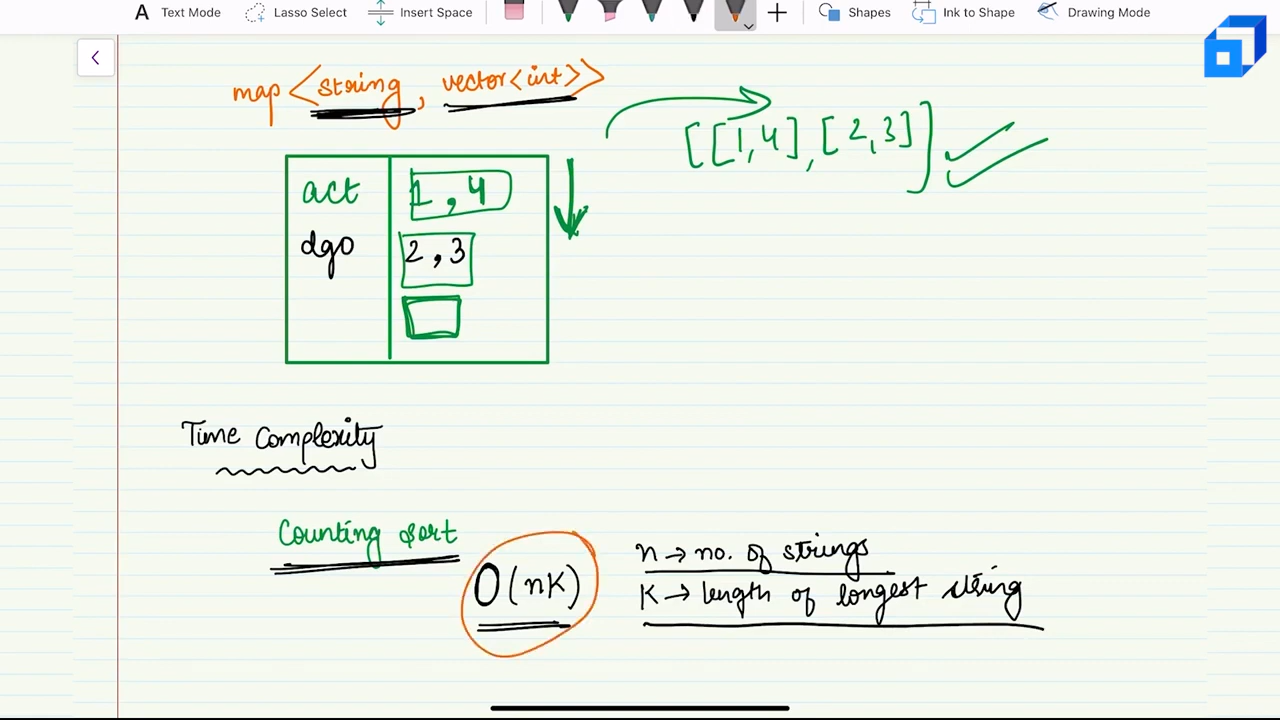 A Text Mode Lasso Select Insert Space Shapes Ink to Shape Drawing Mode
map <string, vector<int>>
[[1,4],[2,3]]
act 1,4
dgo 2,3
Time Complexity
Counting Sort
O(nK) n→no. of strings
K→length of longest string